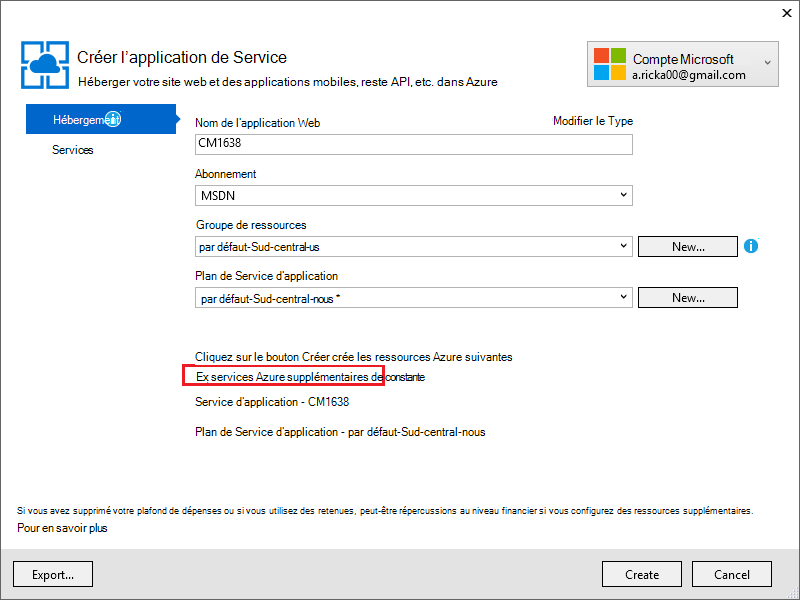 Créer l'application de Service
Héberger votre site web et des applications mobiles, reste API, etc. dans Azure
Compte Microsoft
a.ricka00@gmail.com
Hébergement
Services
Nom de l'application Web
Modifier le Type
CM1638
Abonnement
MSDN
Groupe de ressources
par défaut-Sud-central-us
New...
Plan de Service d'application
par défaut-Sud-central-nous *
New...
Cliquez sur le bouton Créer crée les ressources Azure suivantes
Ex services Azure supplémentaires de constante
Service d'application - CM1638
Plan de Service d'application - par défaut-Sud-central-nous
Si vous avez supprimé votre plafond de dépenses ou si vous utilisez des retenues, peut-être répercussions au niveau financier si vous configurez des ressources supplémentaires.
Pour en savoir plus
Export...
Create
Cancel